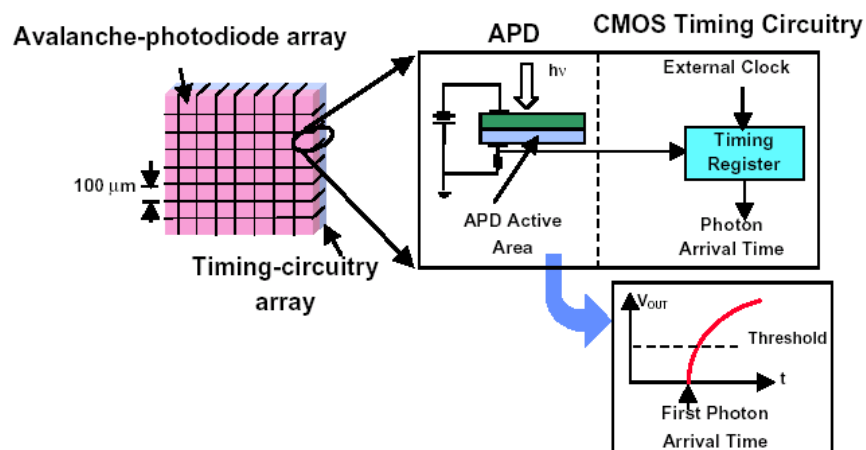 Avalanche-photodiode array
100 μm
Timing-circuitry
array
APD
CMOS Timing Circuitry
hν
External Clock
Timing
Register
APD Active
Area
Photon
Arrival Time
VOUT
Threshold
t
First Photon
Arrival Time